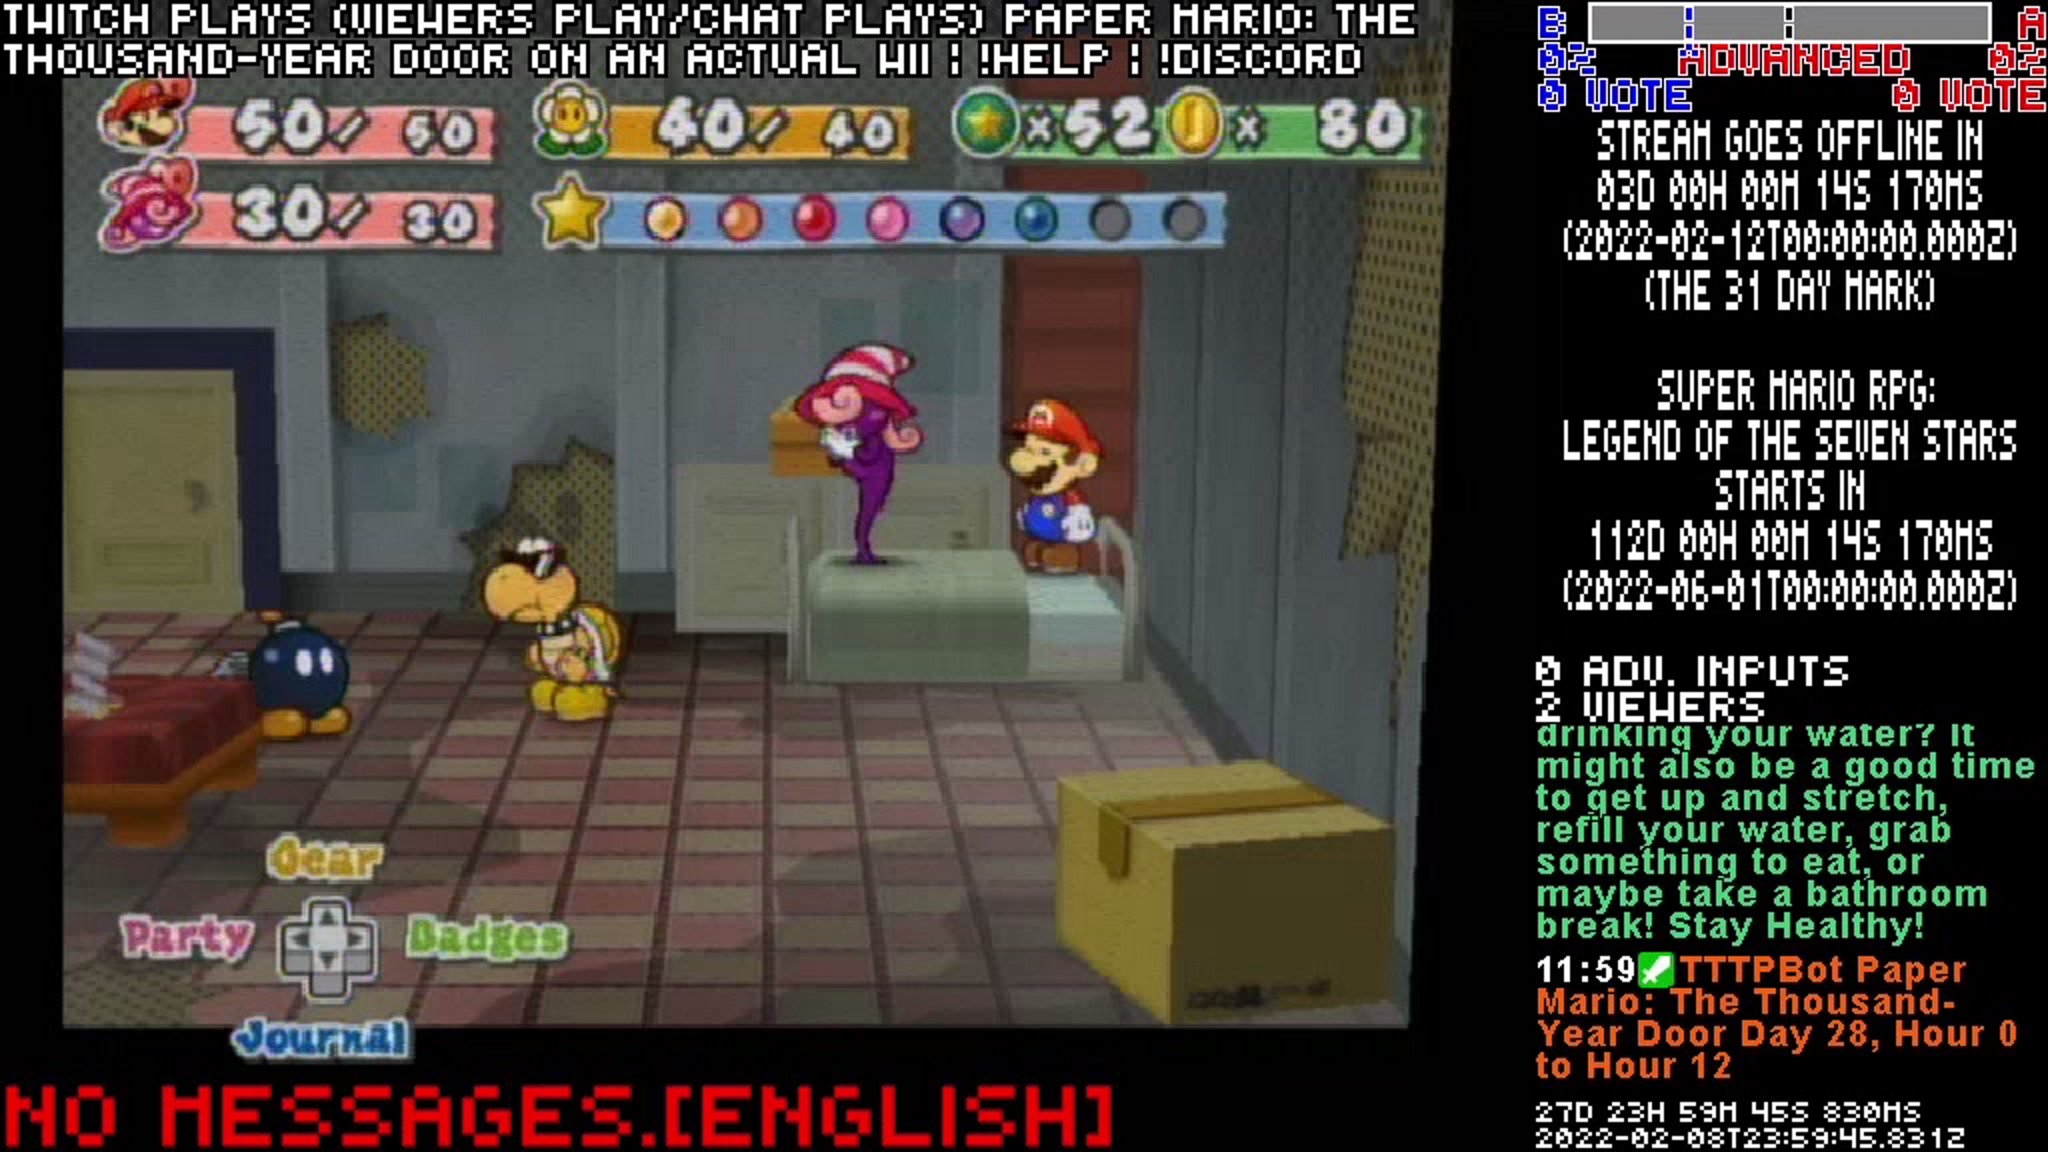 TWITCH PLAYS (VIEWERS PLAY/CHAT PLAYS) PAPER MARIO: THE
THOUSAND-YEAR DOOR ON AN ACTUAL WII | !HELP | !DISCORD
50/ 50
40/ 40
×52
× 80
30/ 30
Gear
Party
Badges
Journal
NO MESSAGES.[ENGLISH]
B
A
0%
ADVANCED
0%
0 VOTE
0 VOTE
STREAM GOES OFFLINE IN
03D 00H 00M 14S 170MS
(2022-02-12T00:00:00.000Z)
(THE 31 DAY MARK)
SUPER MARIO RPG:
LEGEND OF THE SEVEN STARS
STARTS IN
112D 00H 00M 14S 170MS
(2022-06-01T00:00:00.000Z)
0 ADV. INPUTS
2 VIEWERS
drinking your water? It
might also be a good time
to get up and stretch,
refill your water, grab
something to eat, or
maybe take a bathroom
break! Stay Healthy!
11:59 TTTPBot Paper
Mario: The Thousand-
Year Door Day 28, Hour 0
to Hour 12
27D 23H 59M 45S 830MS
2022-02-08T23:59:45.831Z